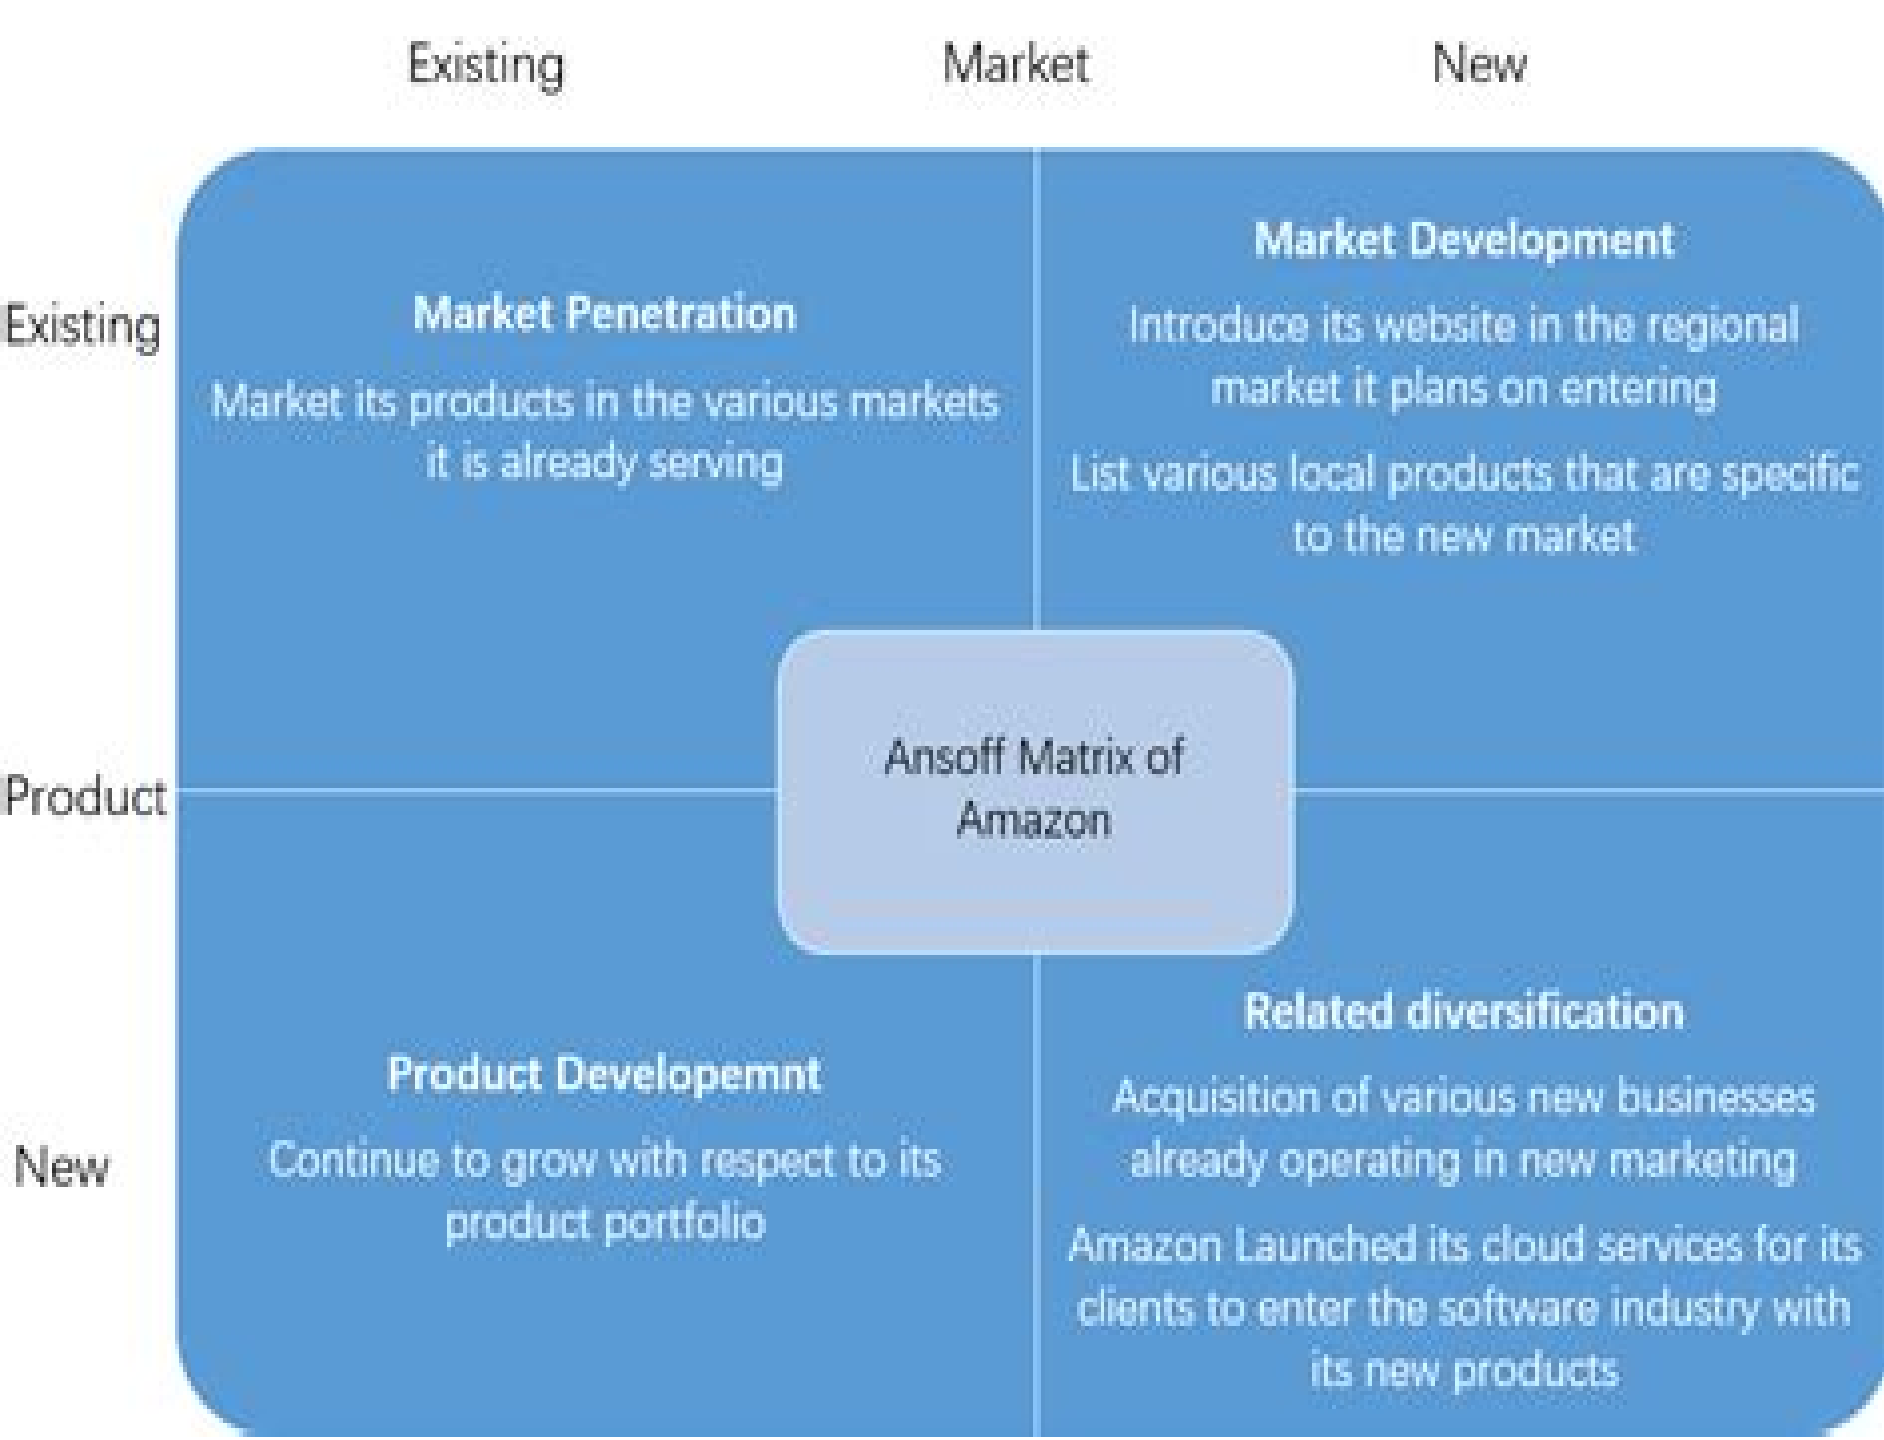 Existing Market New
Existing
Market Penetration
Market its products in the various markets
it is already serving
Market Development
Introduce its website in the regional
market it plans on entering
List various local products that are specific
to the new market
Product
Ansoff Matrix of
Amazon
New
Product Developemnt
Continue to grow with respect to its
product portfolio
Related diversification
Acquisition of various new businesses
already operating in new marketing
Amazon Launched its cloud services for its
clients to enter the software industry with
its new products